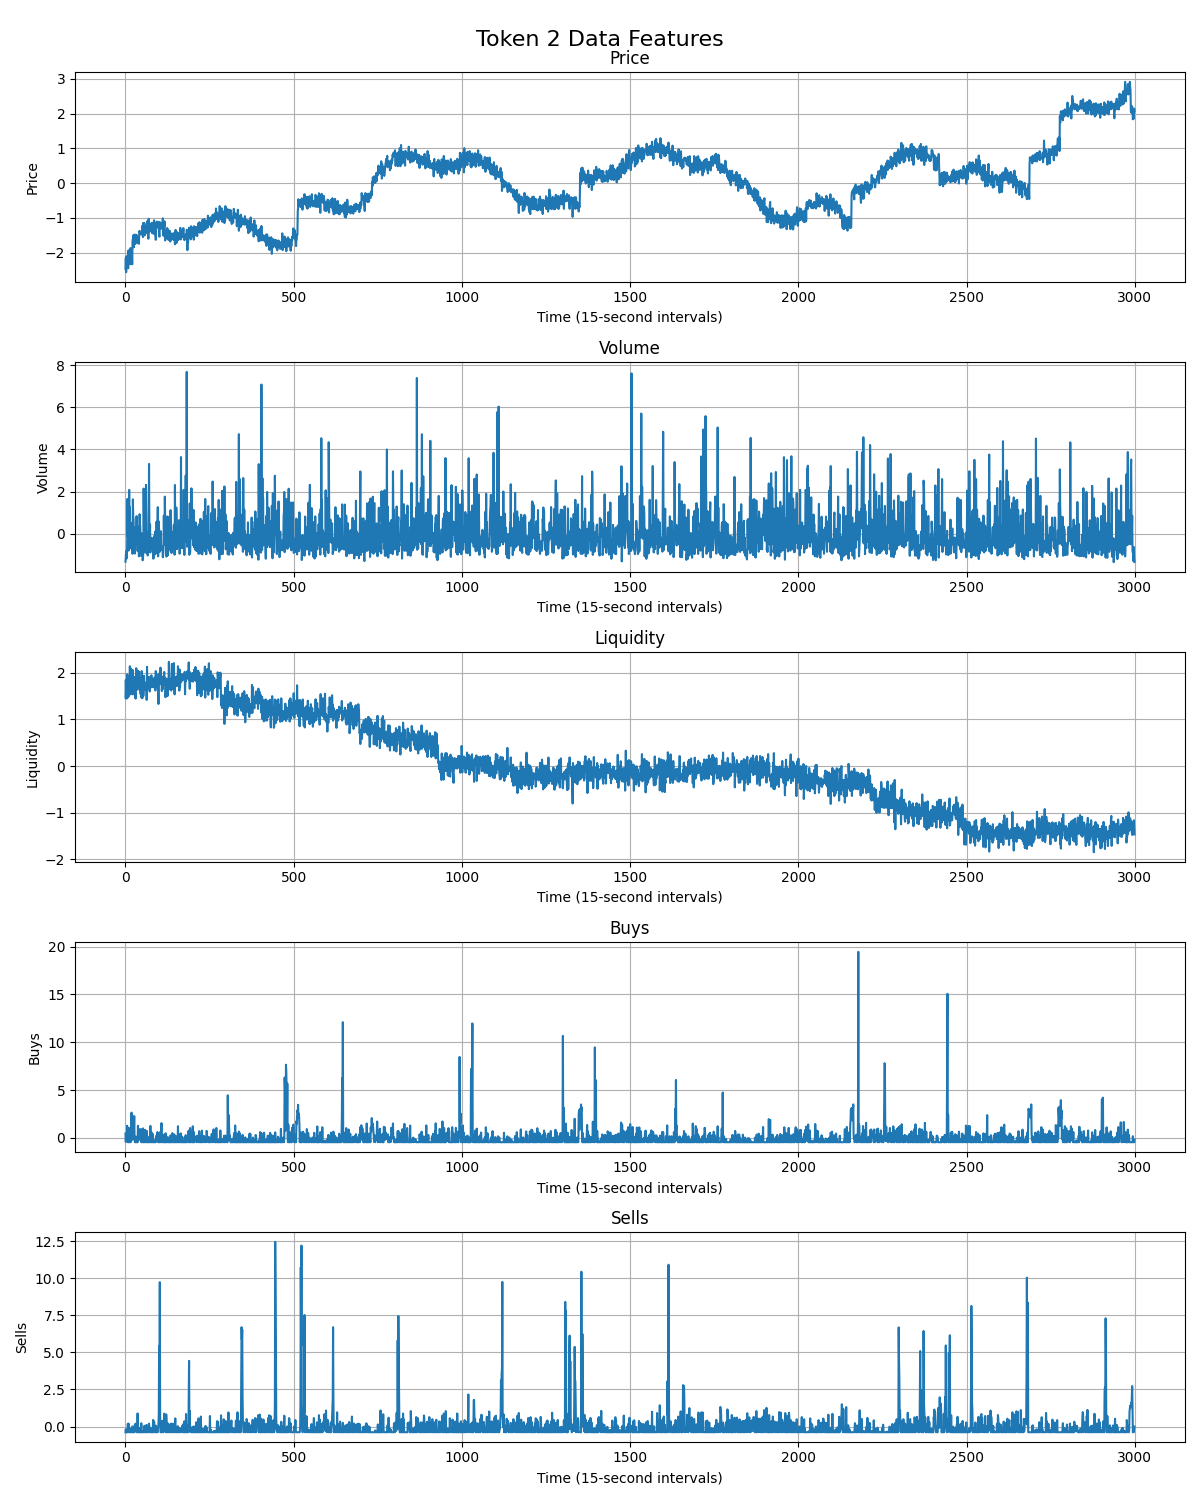 Token 2 Data Features
Price
3
2
1
0
−1
−2
Price
0 500 1000 1500 2000 2500 3000
Time (15-second intervals)
Volume
8
6
4
2
0
Volume
0 500 1000 1500 2000 2500 3000
Time (15-second intervals)
Liquidity
2
1
0
−1
−2
Liquidity
0 500 1000 1500 2000 2500 3000
Time (15-second intervals)
Buys
20
15
10
5
0
Buys
0 500 1000 1500 2000 2500 3000
Time (15-second intervals)
Sells
12.5
10.0
7.5
5.0
2.5
0.0
Sells
0 500 1000 1500 2000 2500 3000
Time (15-second intervals)